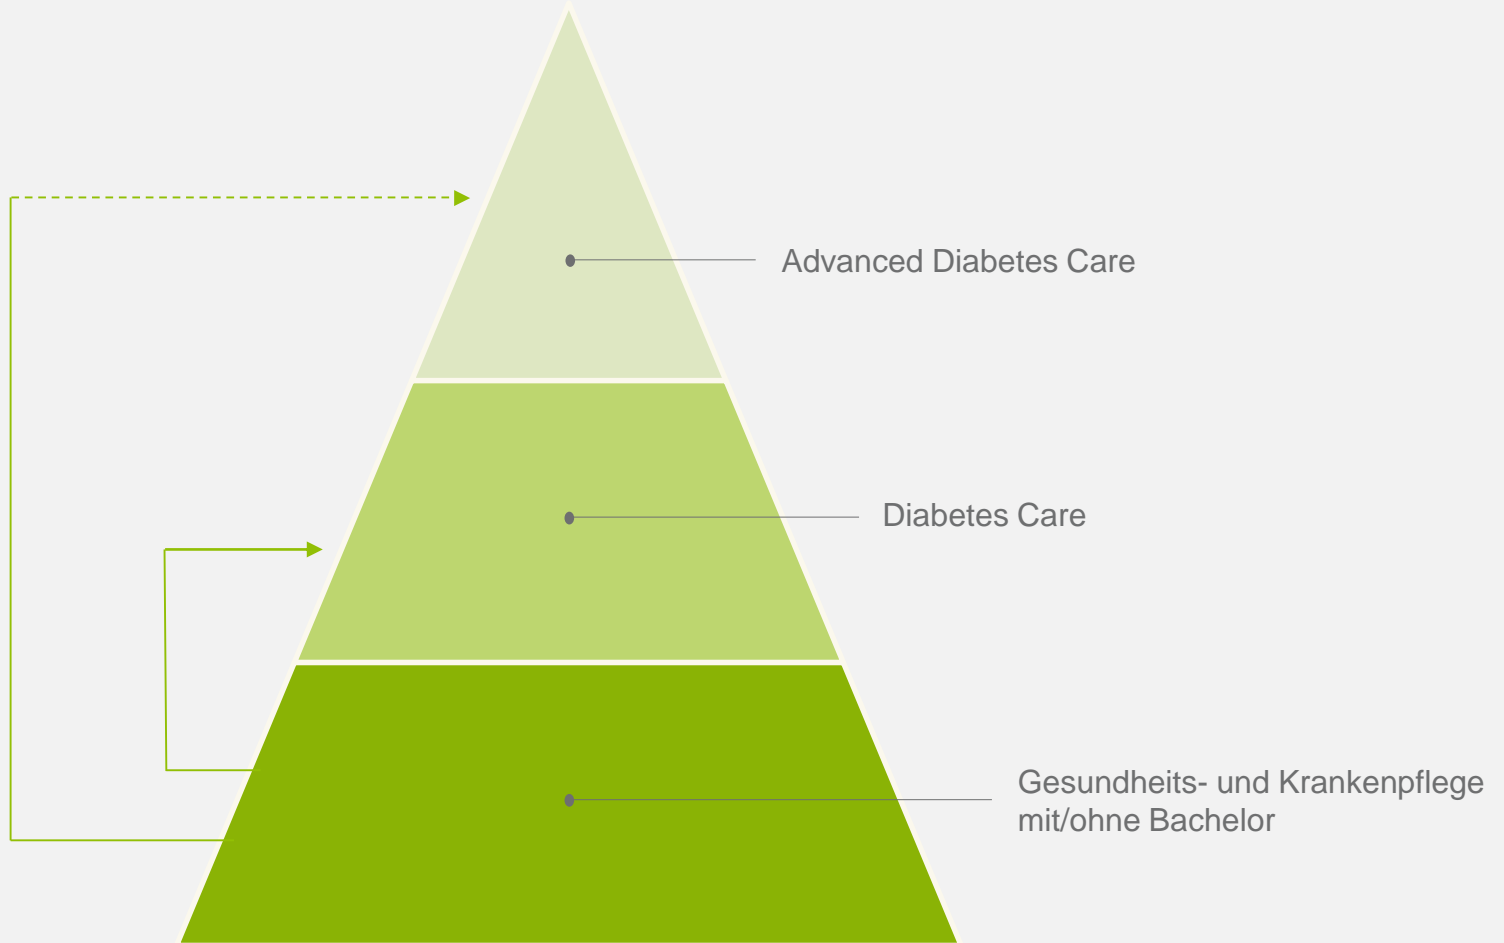 Advanced Diabetes Care
Diabetes Care
Gesundheits- und Krankenpflege
mit/ohne Bachelor